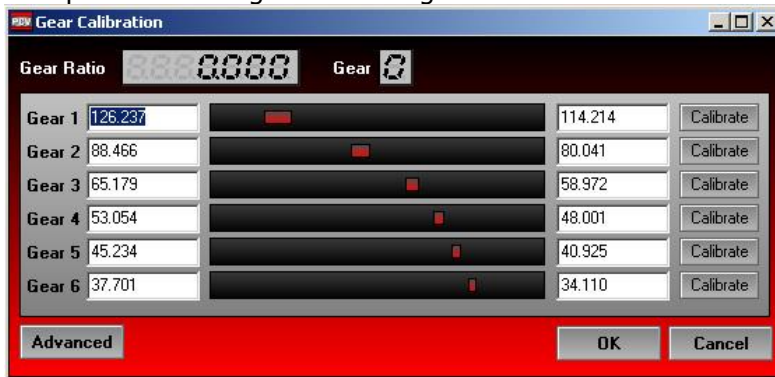 PDV Gear Calibration
Gear Ratio 0.000 Gear 0
Gear 1 126.237 114.214 Calibrate
Gear 2 88.466 80.041 Calibrate
Gear 3 65.179 58.972 Calibrate
Gear 4 53.054 48.001 Calibrate
Gear 5 45.234 40.925 Calibrate
Gear 6 37.701 34.110 Calibrate
Advanced OK Cancel